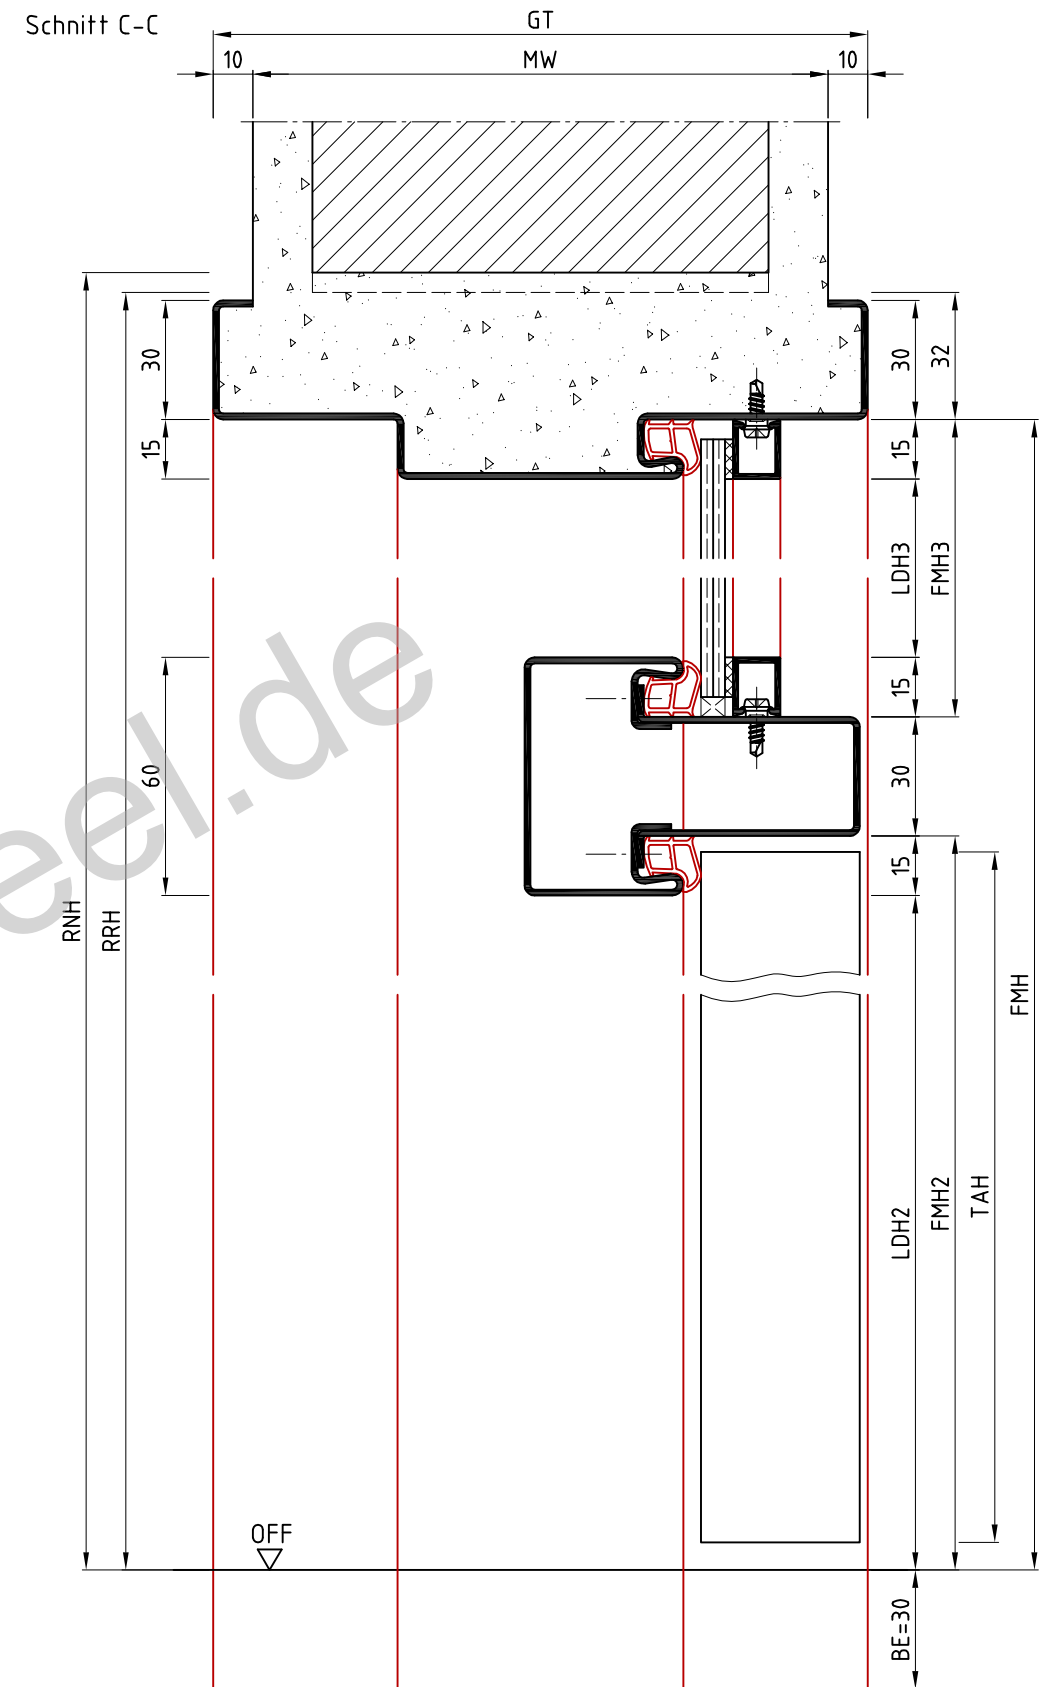 Schnitt C-C
GT
10
MW
10
30
30
32
15
15
LDH3
FMH3
15
60
30
15
eel.de
RNH
RRH
FMH
LDH2
FMH2
TAH
OFF
BE=30